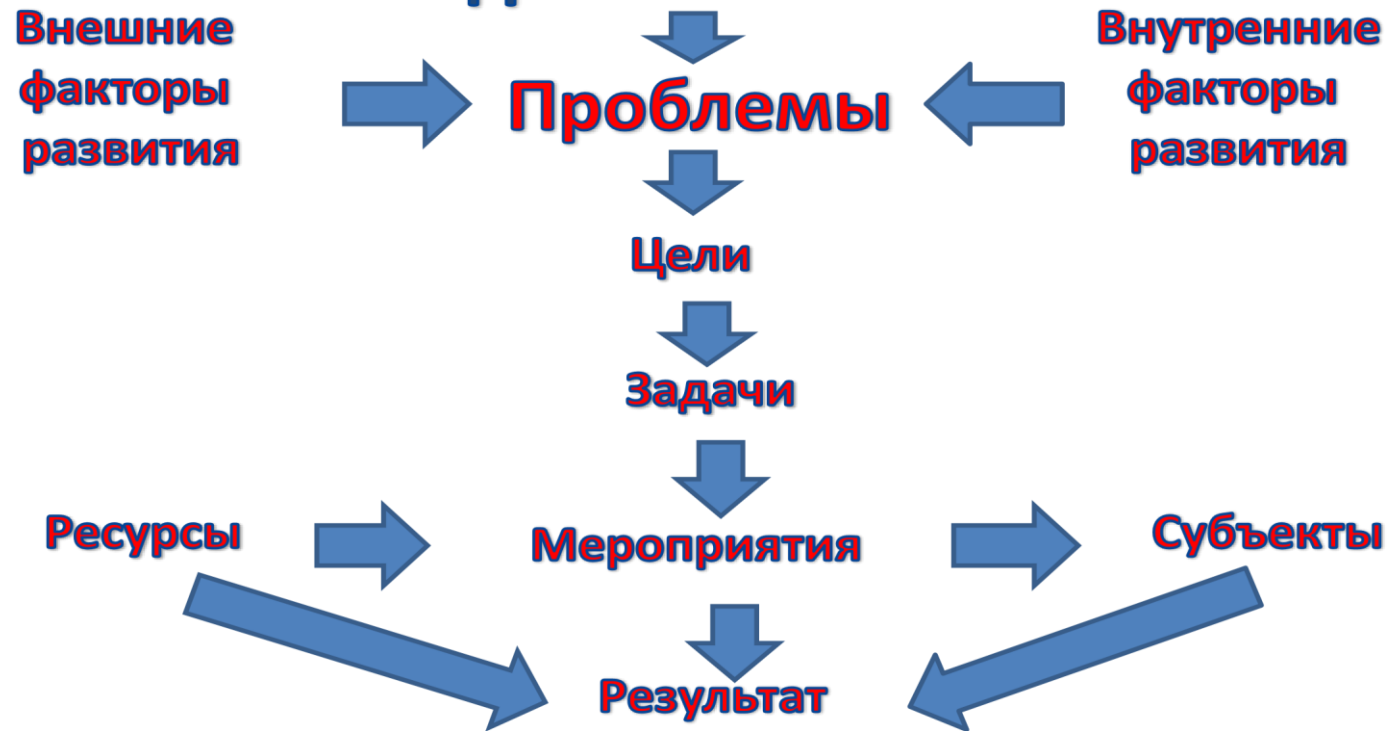 Внешние
факторы
развития
Проблемы
Внутренние
факторы
развития
Цели
Задачи
Ресурсы
Мероприятия
Субъекты
Результат